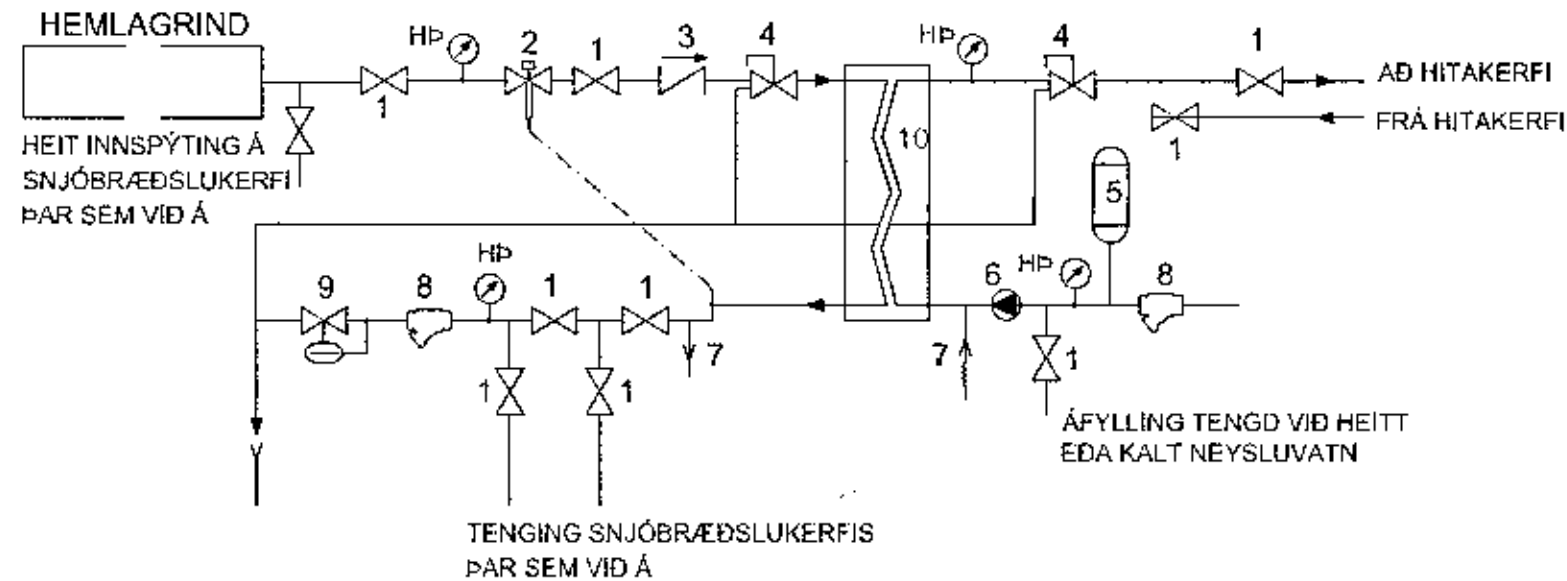 HEMLAGRIND
HÞ
2
1
3
4
HÞ
4
1
AÐ HITAKERFI
1
FRÁ HITAKERFI
1
10
HEIT INNSPÝTING Á
SNJÓBRÆÐSLUKERFI
ÞAR SEM VIÐ Á
5
HÞ
6
HÞ
9
8
1
1
8
7
7
1
1
1
ÁFYLLING TENGD VIÐ HEITT
EÐA KALT NEYSLUVATN
V
TENGING SNJÓBRÆÐSLUKERFIS
ÞAR SEM VIÐ Á